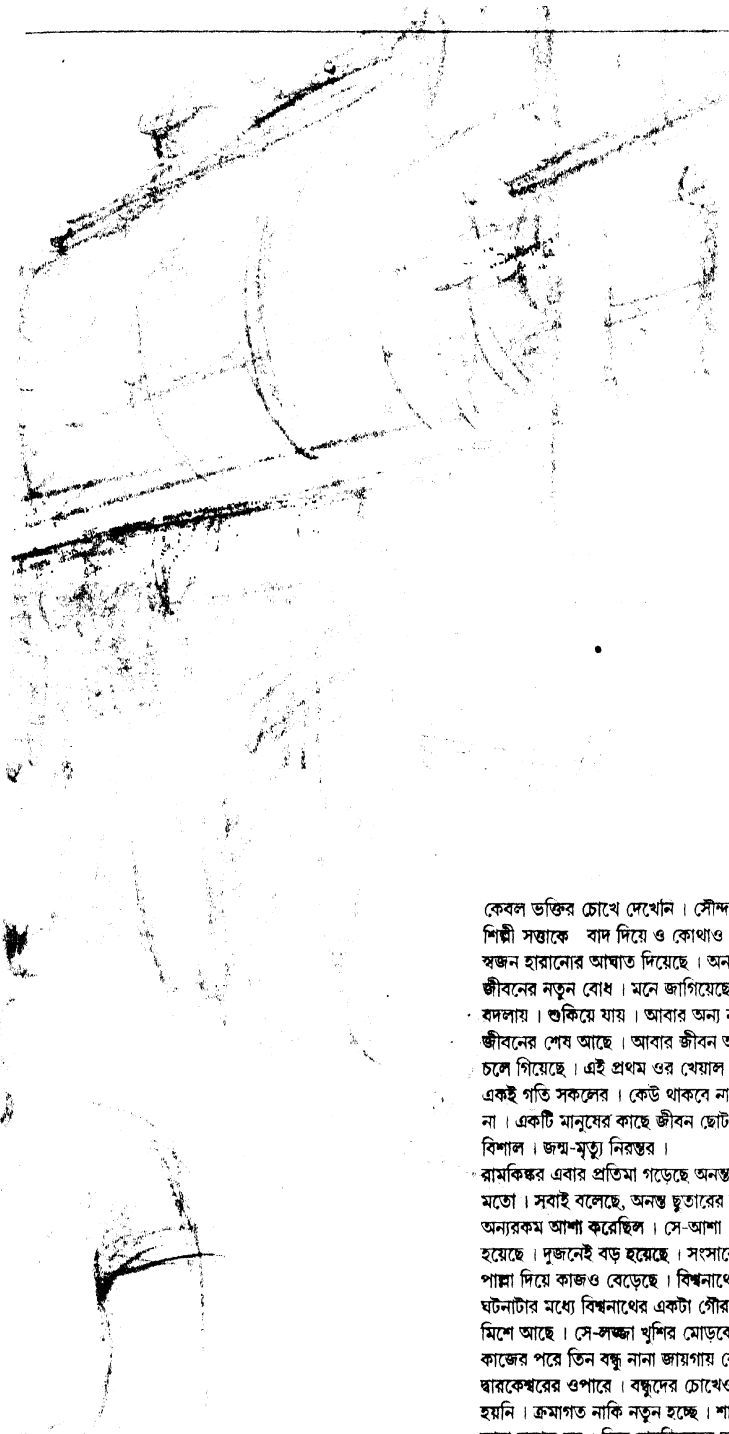 কেবল ভক্তির চোখে দেখেনি । সৌন্দ
শিল্পী সত্তাকে বাদ দিয়ে ও কোথাও
স্বজন হারানোর আঘাত দিয়েছে । অন
জীবনের নতুন বোধ । মনে জাগিয়েছে
বদলায় । শুকিয়ে যায় । আবার অন্য ন
জীবনের শেষ আছে । আবার জীবন অ
চলে গিয়েছে । এই প্রথম ওর খেয়াল
একই গতি সকলের । কেউ থাকবে না
না । একটি মানুষের কাছে জীবন ছোট
বিশাল । জন্ম-মৃত্যু নিরন্তর ।
রামকিঙ্কর এবার প্রতিমা গড়েছে অনন্ত
মতো । সবাই বলেছে, অনন্ত ছুতারের
অন্যরকম আশা করেছিল । সে-আশা
হয়েছে । দুজনেই বড় হয়েছে । সংসারে
পাল্লা দিয়ে কাজও বেড়েছে । বিশ্বনাথে
ঘটনাটার মধ্যে বিশ্বনাথের একটা গৌর
মিশে আছে । সে-লজ্জা খুশির মোড়কে
কাজের পরে তিন বন্ধু নানা জায়গায় বে
দ্বারকেশ্বরের ওপারে । বন্ধুদের চোখেও
হয়নি । ক্রমাগত নাকি নতুন হচ্ছে । শা